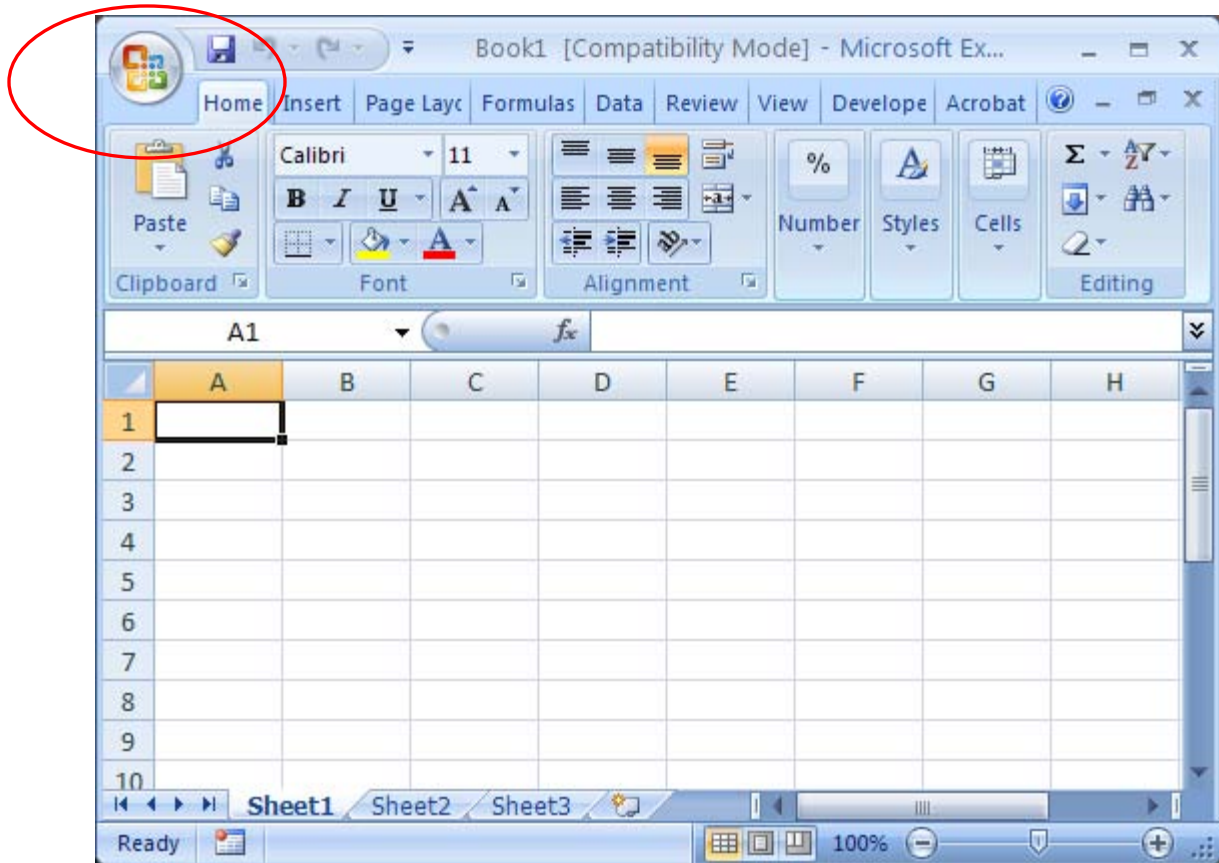 Book1 [Compatibility Mode] - Microsoft Ex...
Home Insert Page Layc Formulas Data Review View Develope Acrobat
Calibri 11 % Σ A Z
Paste B I U A A a Number Styles Cells
A
Clipboard Font Alignment Editing
A1 fx
A B C D E F G H
1
2
3
4
5
6
7
8
9
10
Sheet1 Sheet2 Sheet3
Ready 100%